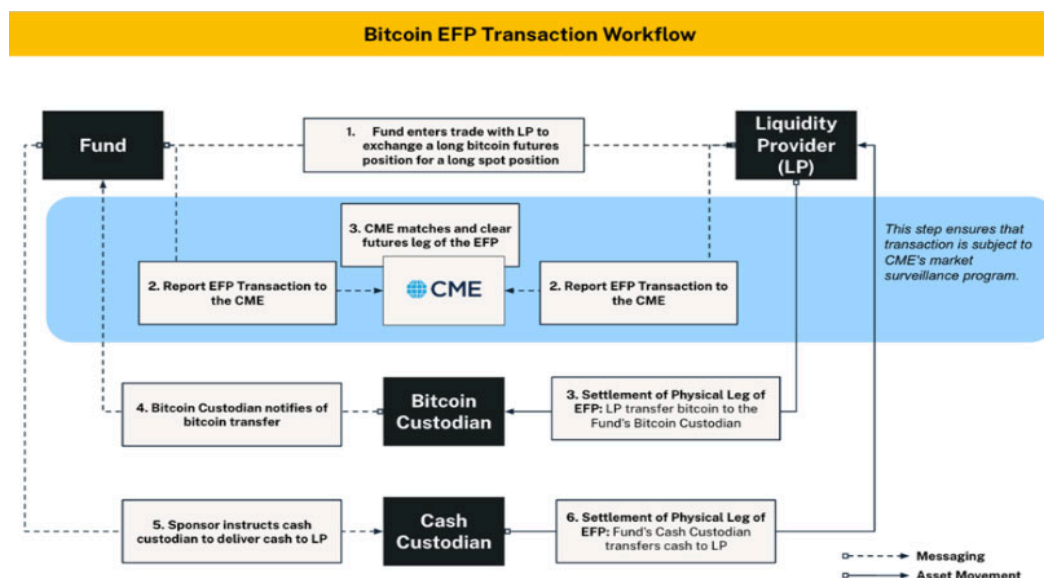 Bitcoin EFP Transaction Workflow
Fund
1. Fund enters trade with LP to
exchange a long bitcoin futures
position for a long spot position
Liquidity
Provider
(LP)
3. CME matches and clear
futures leg of the EFP
This step ensures that
transaction is subject to
CME's market
surveillance program.
2. Report EFP Transaction to
the CME
CME
2. Report EFP Transaction to
the CME
4. Bitcoin Custodian notifies of
bitcoin transfer
Bitcoin
Custodian
3. Settlement of Physical Leg of
EFP: LP transfer bitcoin to the
Fund's Bitcoin Custodian
5. Sponsor instructs cash
custodian to deliver cash to LP
Cash
Custodian
6. Settlement of Physical Leg of
EFP: Fund's Cash Custodian
transfers cash to LP
Messaging
Asset Movement